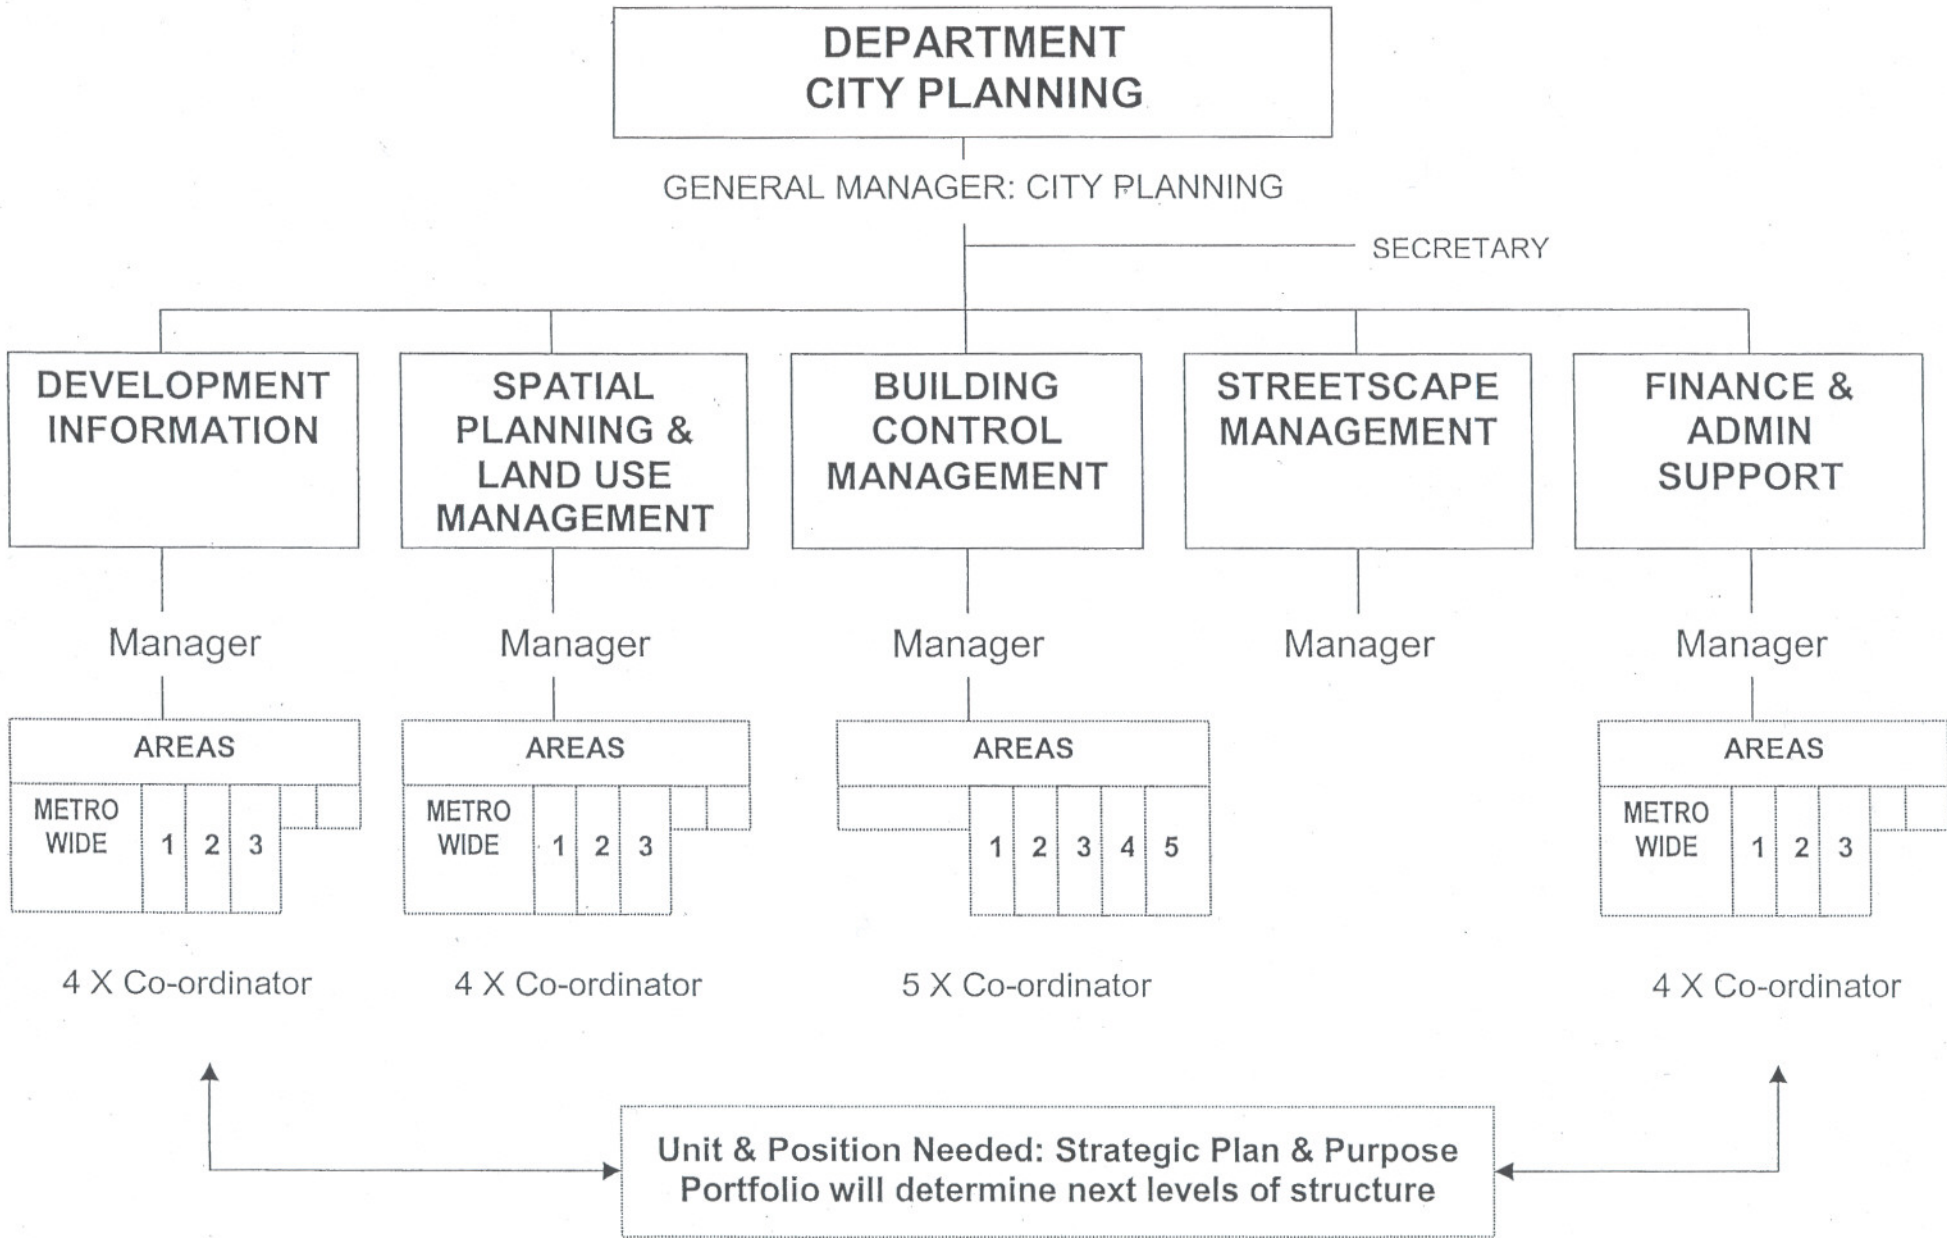 DEPARTMENT
CITY PLANNING
GENERAL MANAGER: CITY PLANNING
SECRETARY
DEVELOPMENT
INFORMATION
SPATIAL
PLANNING &
LAND USE
MANAGEMENT
BUILDING
CONTROL
MANAGEMENT
STREETSCAPE
MANAGEMENT
FINANCE &
ADMIN
SUPPORT
Manager
Manager
Manager
Manager
Manager
AREAS
METRO
WIDE
1 2 3
AREAS
METRO
WIDE
1 2 3
AREAS
1 2 3 4 5
AREAS
METRO
WIDE
1 2 3
4 X Co-ordinator
4 X Co-ordinator
5 X Co-ordinator
4 X Co-ordinator
Unit & Position Needed: Strategic Plan & Purpose
Portfolio will determine next levels of structure